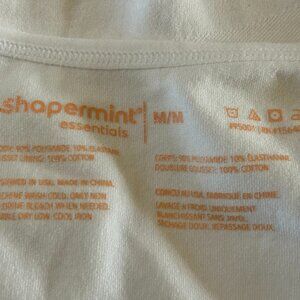 shapermint
essentials
M/M
#95001
BODY: 90% POLYAMIDE 10% ELASTANE
GUSSET LINING: 100% COTTON
DESIGNED IN USA. MADE IN CHINA.
MACHINE WASH COLD. ONLY NON
CHLORINE BLEACH WHEN NEEDED.
TUMBLE DRY LOW. COOL IRON
CORPS: 90% POLYAMIDE 10% ÉLASTHANNE.
DOUBLURE GOUSSET: 100% COTTON
CONÇU AU USA. FABRIQUÉ EN CHINE.
LAVAGE À FROID. UNIQUEMENT
BLANCHISSANT SANS JAVEL.
SÉCHAGE DOUX. REPASSAGE DOUX.